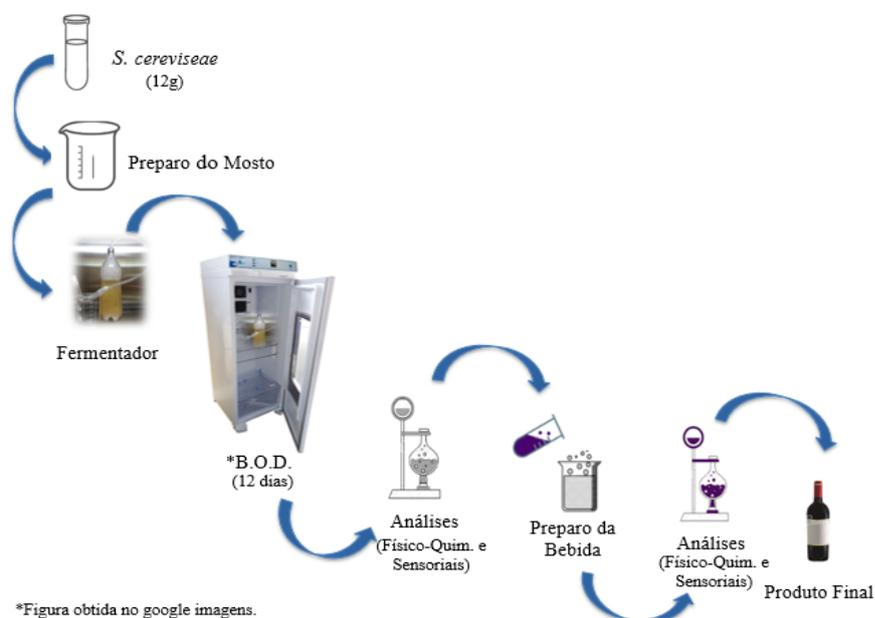 S. cereviseae
(12g)
Preparo do Mosto
Fermentador
*B.O.D.
(12 dias)
Análises
(Físico-Quim. e
Sensoriais)
Preparo da
Bebida
Análises
(Físico-Quim. e
Sensoriais)
Produto Final
*Figura obtida no google imagens.